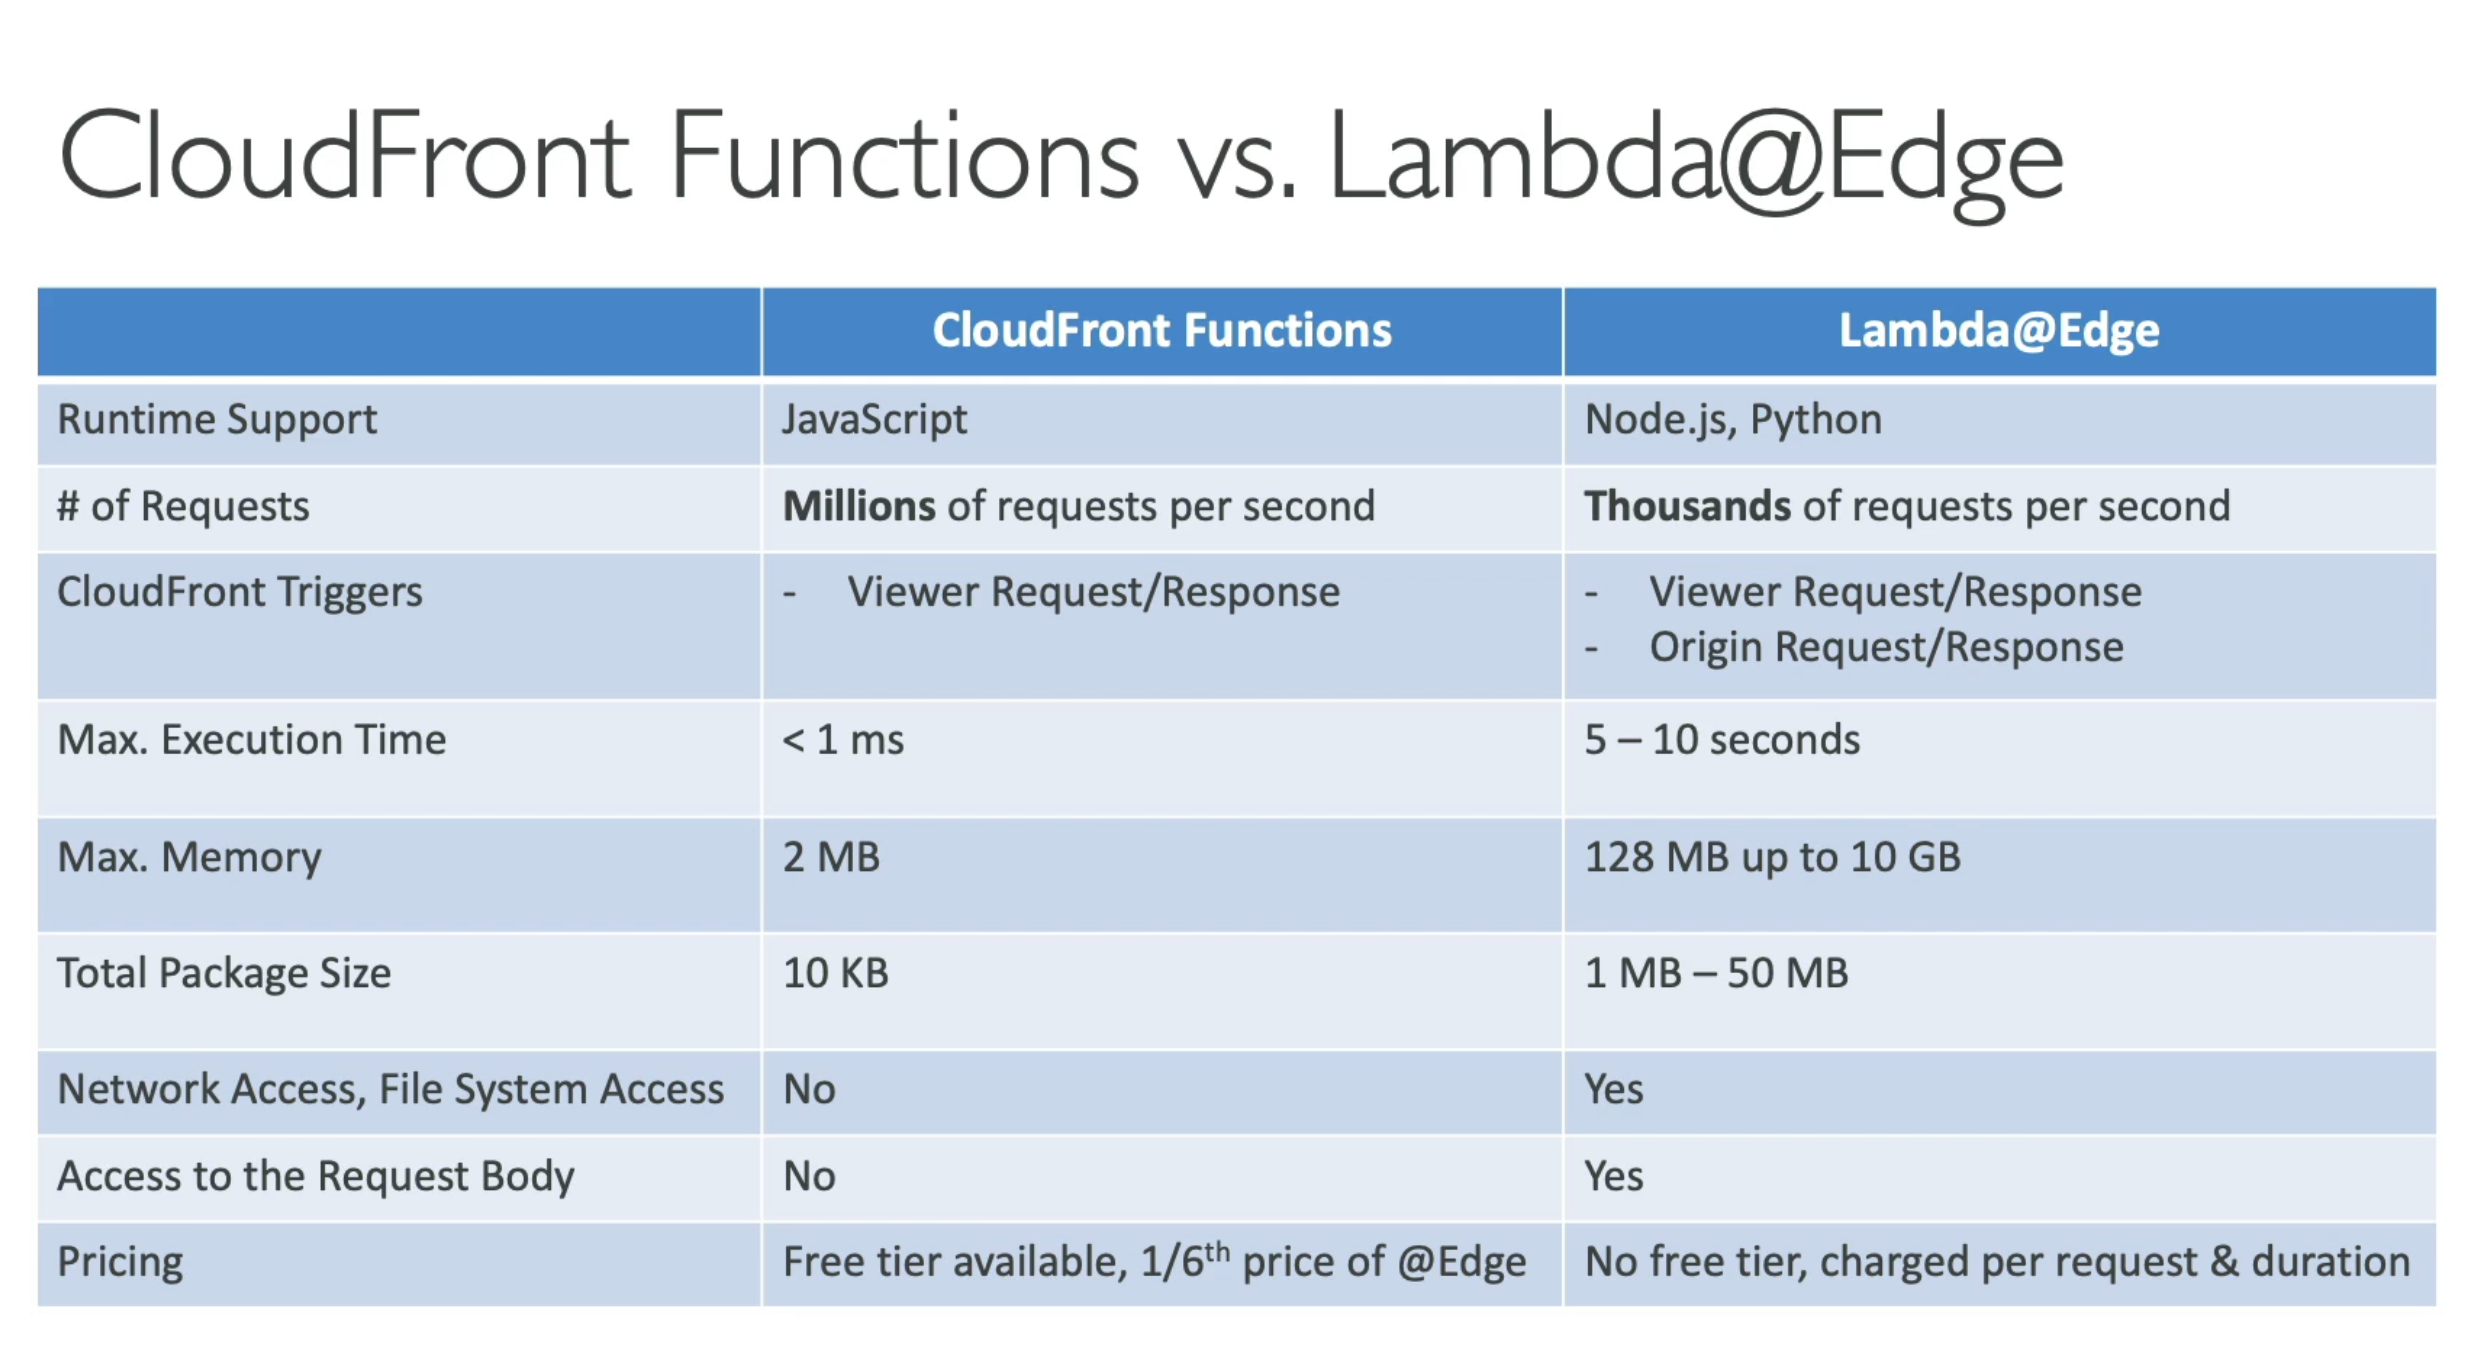 CloudFront Functions vs. Lambda@Edge
CloudFront Functions Lambda@Edge
Runtime Support JavaScript Node.js, Python
# of Requests Millions of requests per second Thousands of requests per second
CloudFront Triggers - Viewer Request/Response - Viewer Request/Response
- Origin Request/Response
Max. Execution Time < 1 ms 5 – 10 seconds
Max. Memory 2 MB 128 MB up to 10 GB
Total Package Size 10 KB 1 MB – 50 MB
Network Access, File System Access No Yes
Access to the Request Body No Yes
Pricing Free tier available, 1/6th price of @Edge No free tier, charged per request & duration